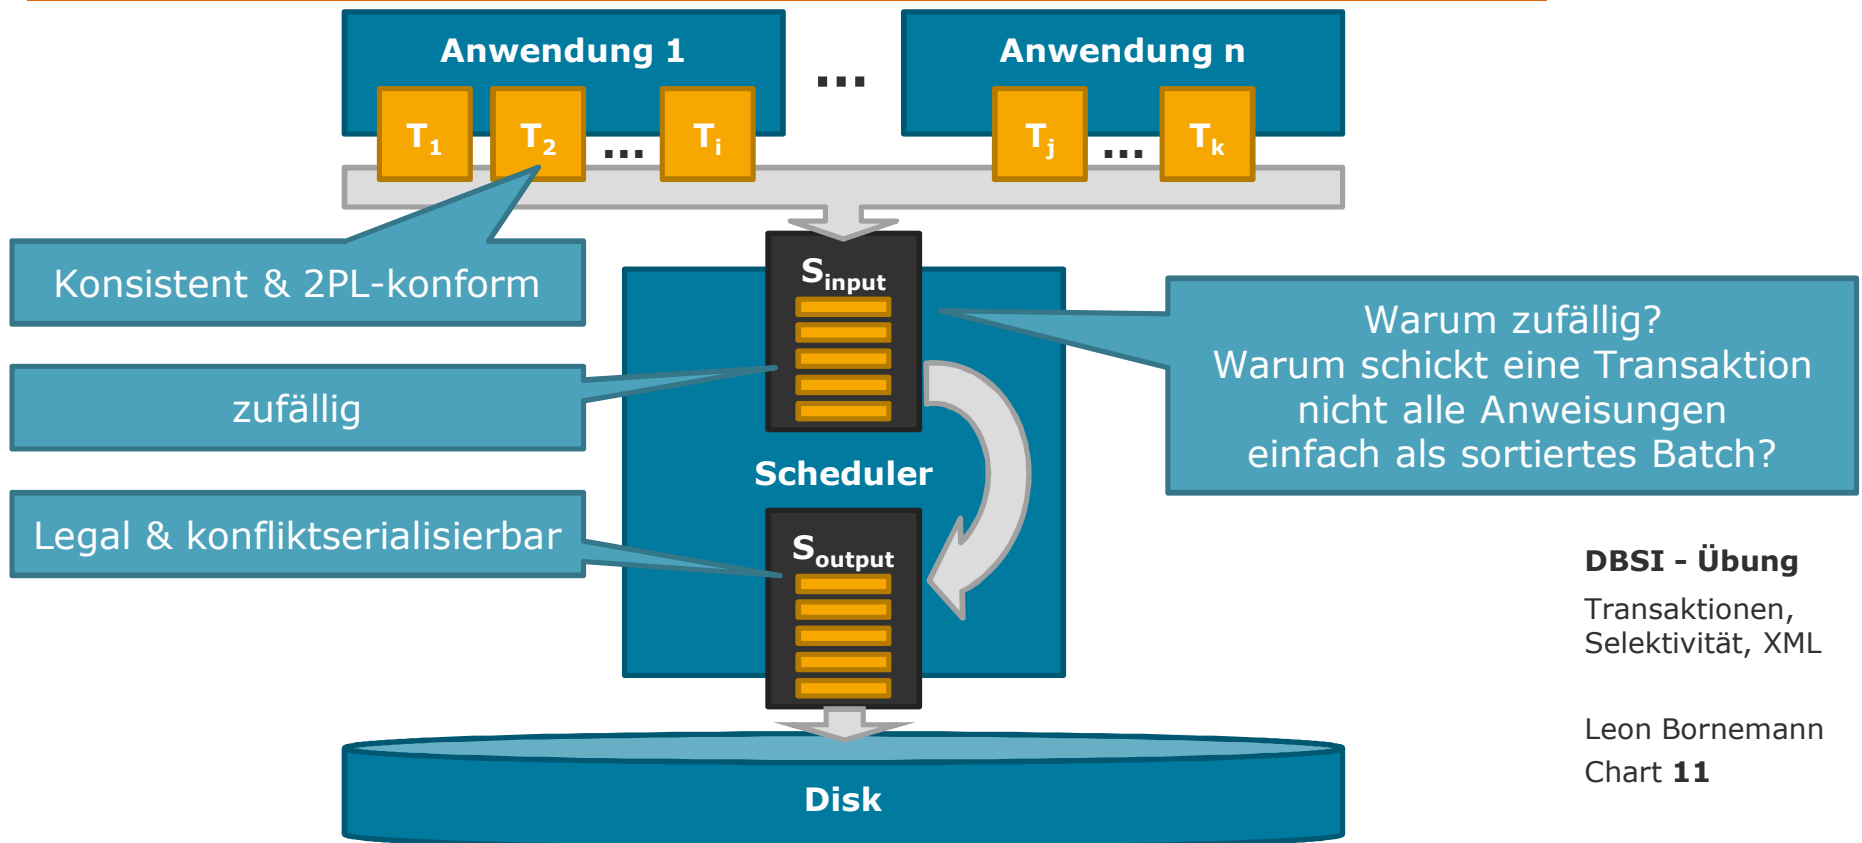 Anwendung 1
...
Anwendung n
T1
T2
...
Ti
Tj
...
Tk
Konsistent & 2PL-konform
Sinput
Warum zufällig?
Warum schickt eine Transaktion
nicht alle Anweisungen
einfach als sortiertes Batch?
zufällig
Scheduler
Legal & konfliktserialisierbar
Soutput
Disk
DBSI - Übung
Transaktionen,
Selektivität, XML
Leon Bornemann
Chart 11